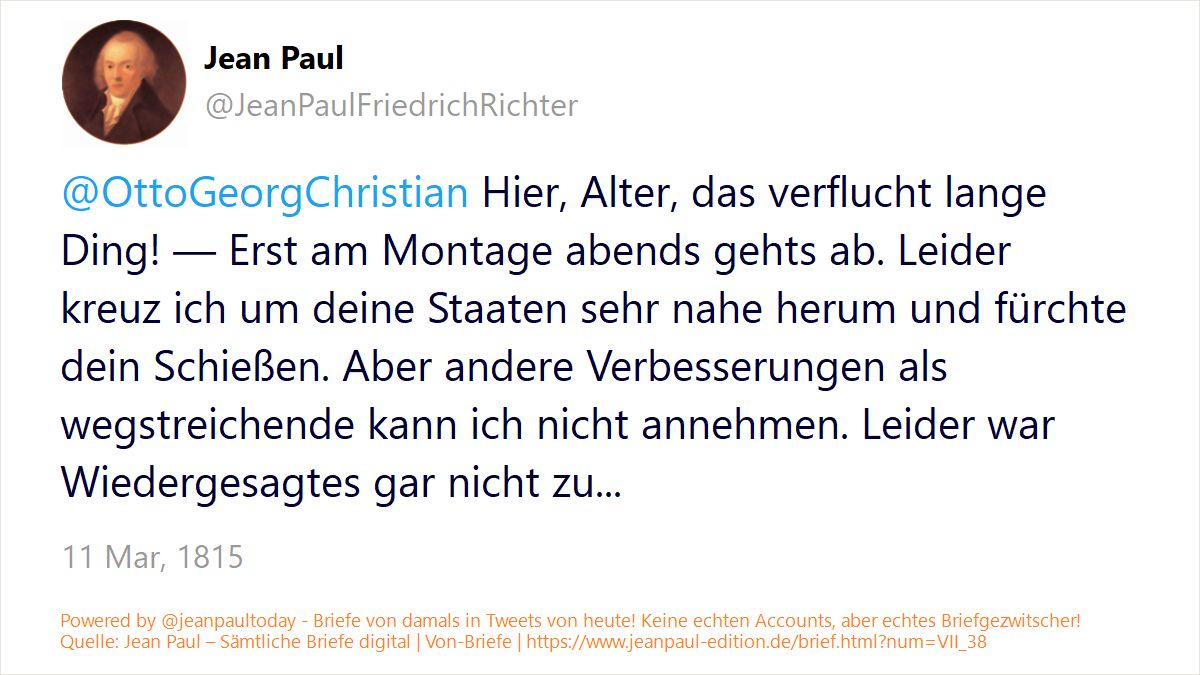 Jean Paul
@JeanPaulFriedrichRichter
@OttoGeorgChristian Hier, Alter, das verflucht lange
Ding! — Erst am Montage abends gehts ab. Leider
kreuz ich um deine Staaten sehr nahe herum und fürchte
dein Schießen. Aber andere Verbesserungen als
wegstreichende kann ich nicht annehmen. Leider war
Wiedergesagtes gar nicht zu...
11 Mar, 1815
Powered by @jeanpaultoday - Briefe von damals in Tweets von heute! Keine echten Accounts, aber echtes Briefgezwitscher!
Quelle: Jean Paul – Sämtliche Briefe digital | Von-Briefe | https://www.jeanpaul-edition.de/brief.html?num=VII_38